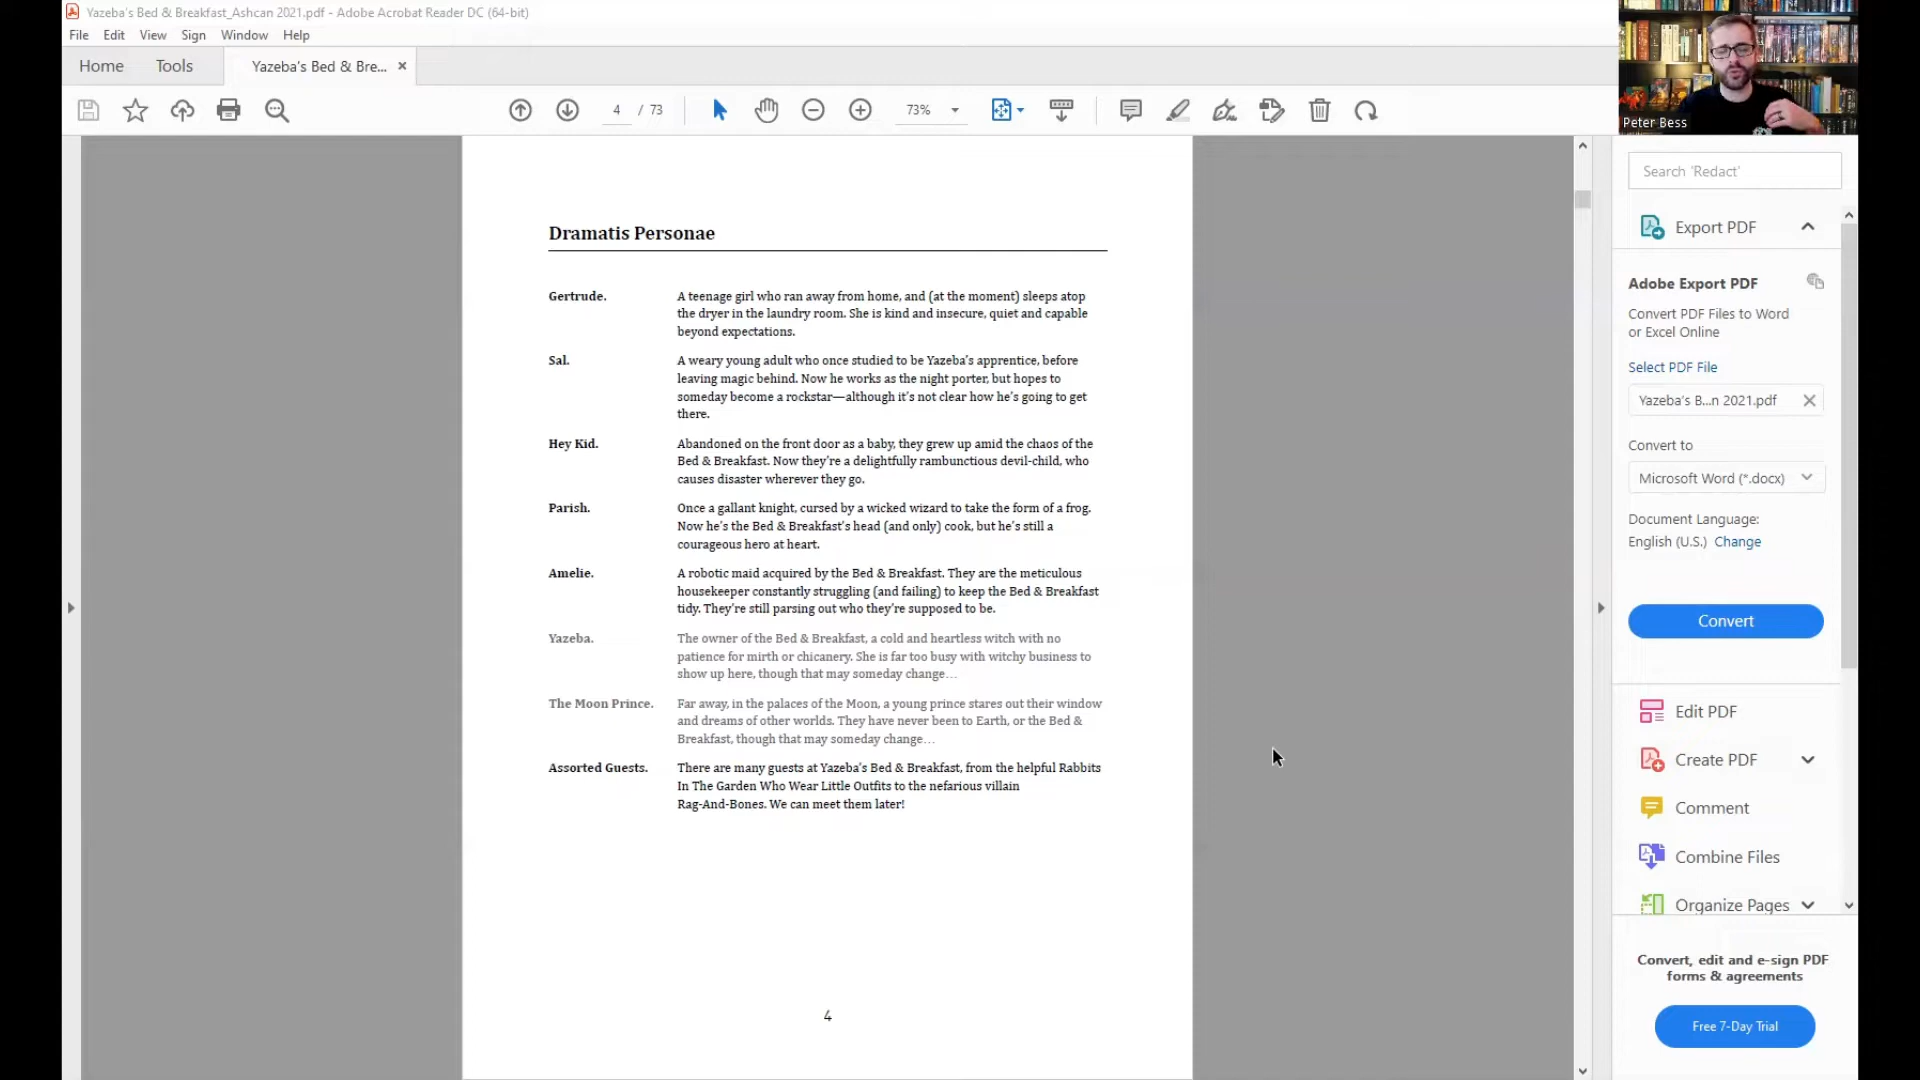 Yazeba's Bed & Breakfast_Ashcan 2021.pdf - Adobe Acrobat Reader DC (64-bit)
File Edit View Sign Window Help
Home Tools Yazeba's Bed & Bre... ×
4 / 73 73%
Peter Bess
Search 'Redact'
Export PDF
Adobe Export PDF
Convert PDF Files to Word
or Excel Online
Select PDF File
Yazeba's B...n 2021.pdf
Convert to
Microsoft Word (*.docx)
Document Language:
English (U.S.) Change
Convert
Edit PDF
Create PDF
Comment
Combine Files
Organize Pages
Convert, edit and e-sign PDF
forms & agreements
Free 7-Day Trial
Dramatis Personae
Gertrude. A teenage girl who ran away from home, and (at the moment) sleeps atop
the dryer in the laundry room. She is kind and insecure, quiet and capable
beyond expectations.
Sal. A weary young adult who once studied to be Yazeba's apprentice, before
leaving magic behind. Now he works as the night porter, but hopes to
someday become a rockstar—although it's not clear how he's going to get
there.
Hey Kid. Abandoned on the front door as a baby, they grew up amid the chaos of the
Bed & Breakfast. Now they're a delightfully rambunctious devil-child, who
causes disaster wherever they go.
Parish. Once a gallant knight, cursed by a wicked wizard to take the form of a frog.
Now he's the Bed & Breakfast's head (and only) cook, but he's still a
courageous hero at heart.
Amelie. A robotic maid acquired by the Bed & Breakfast. They are the meticulous
housekeeper constantly struggling (and failing) to keep the Bed & Breakfast
tidy. They're still parsing out who they're supposed to be.
Yazeba. The owner of the Bed & Breakfast, a cold and heartless witch with no
patience for mirth or chicanery. She is far too busy with witchy business to
show up here, though that may someday change...
The Moon Prince. Far away, in the palaces of the Moon, a young prince stares out their window
and dreams of other worlds. They have never been to Earth, or the Bed &
Breakfast, though that may someday change...
Assorted Guests. There are many guests at Yazeba's Bed & Breakfast, from the helpful Rabbits
In The Garden Who Wear Little Outfits to the nefarious villain
Rag-And-Bones. We can meet them later!
4